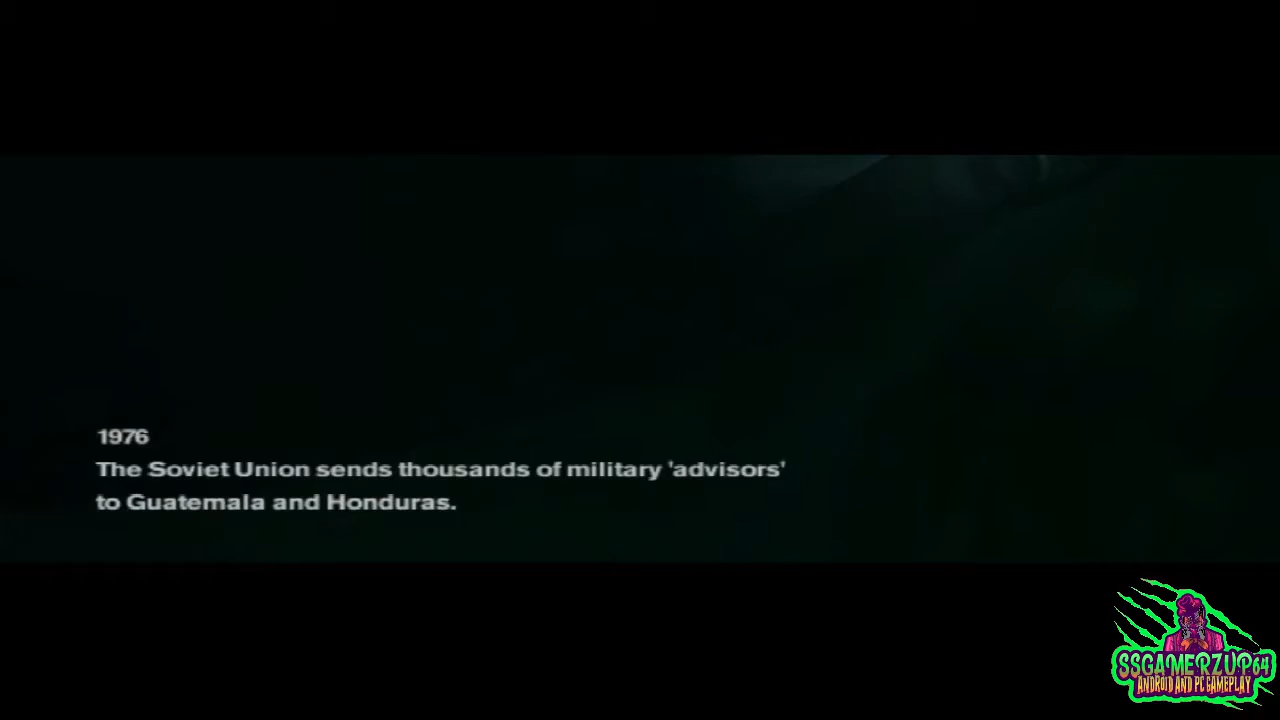 1976
The Soviet Union sends thousands of military 'advisors'
to Guatemala and Honduras.
SSGAMERZUP64
ANDROID AND PC GAMEPLAY